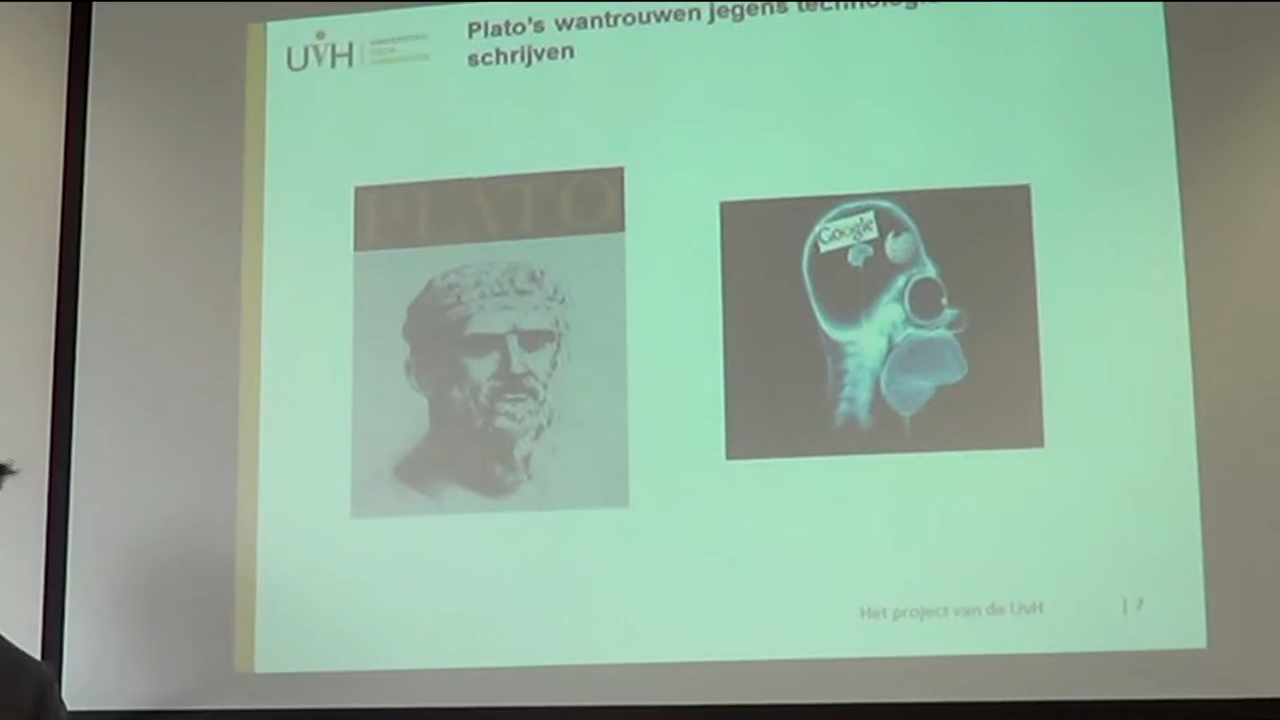 UvH
Plato's wantrouwen jegens
schrijven
PLATO
Google
Het project van de UvH
| 7